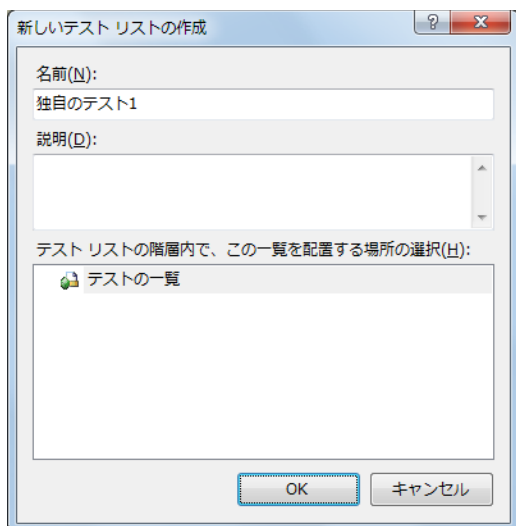 新しいテスト リストの作成
名前(N):
独自のテスト1
説明(D):
テスト リストの階層内で、この一覧を配置する場所の選択(H):
テストの一覧
OK キャンセル